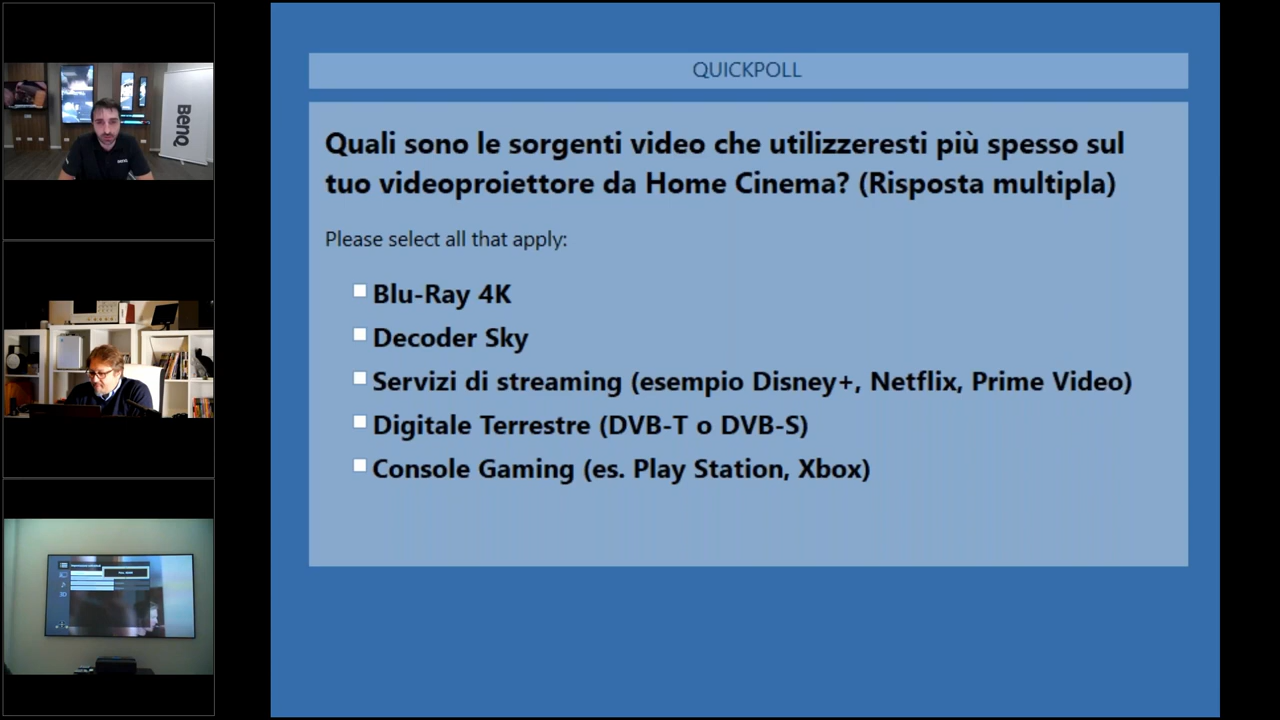 BenQ
QUICKPOLL
Quali sono le sorgenti video che utilizzeresti più spesso sul
tuo videoproiettore da Home Cinema? (Risposta multipla)
Please select all that apply:
Blu-Ray 4K
Decoder Sky
Servizi di streaming (esempio Disney+, Netflix, Prime Video)
Digitale Terrestre (DVB-T o DVB-S)
Console Gaming (es. Play Station, Xbox)